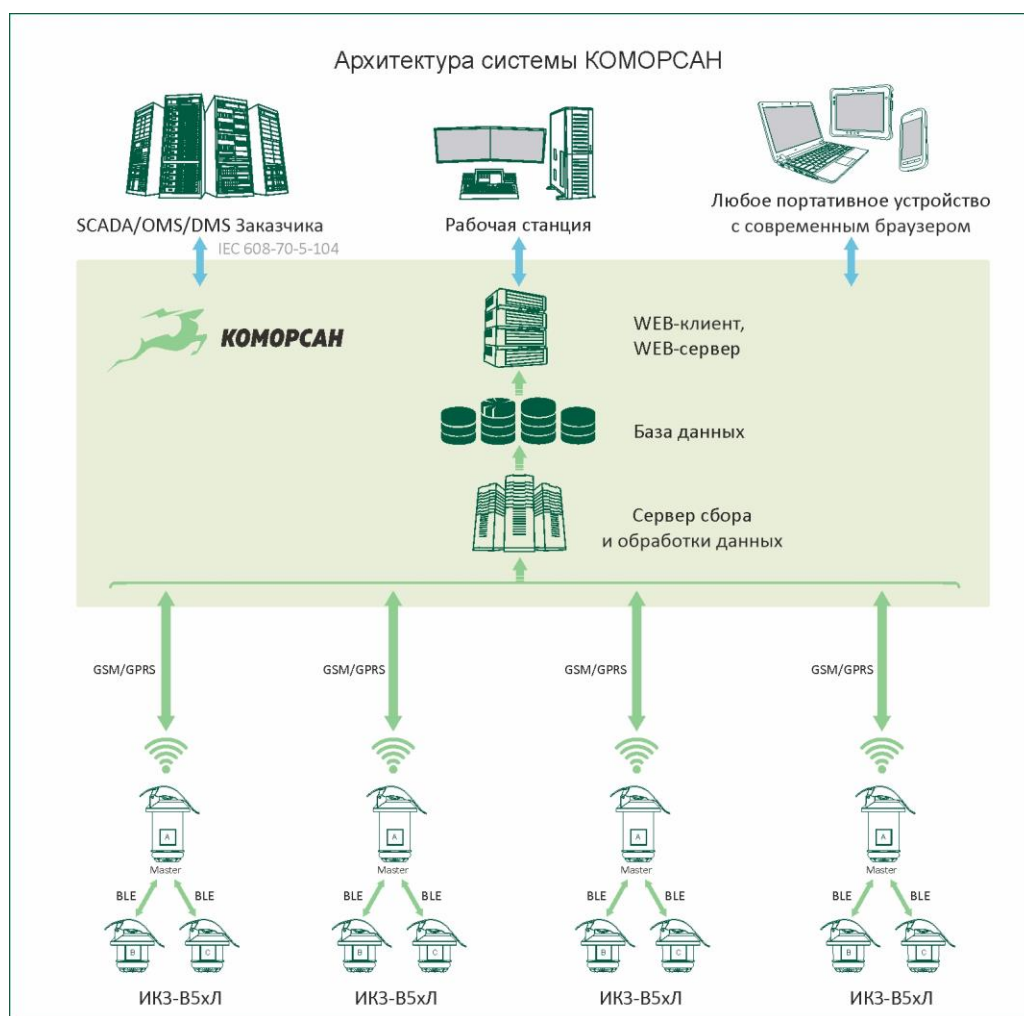 Архитектура системы КОМОРСАН
SCADA/OMS/DMS Заказчика
IEC 608-70-5-104
Рабочая станция
Любое портативное устройство
с современным браузером
КОМОРСАН
WEB-клиент,
WEB-сервер
База данных
Сервер сбора
и обработки данных
GSM/GPRS
GSM/GPRS
GSM/GPRS
GSM/GPRS
A
A
A
A
Master
Master
Master
Master
BLE
BLE
BLE
BLE
BLE
BLE
BLE
BLE
B
C
B
C
B
C
B
C
ИКЗ-В5хЛ
ИКЗ-В5хЛ
ИКЗ-В5хЛ
ИКЗ-В5хЛ